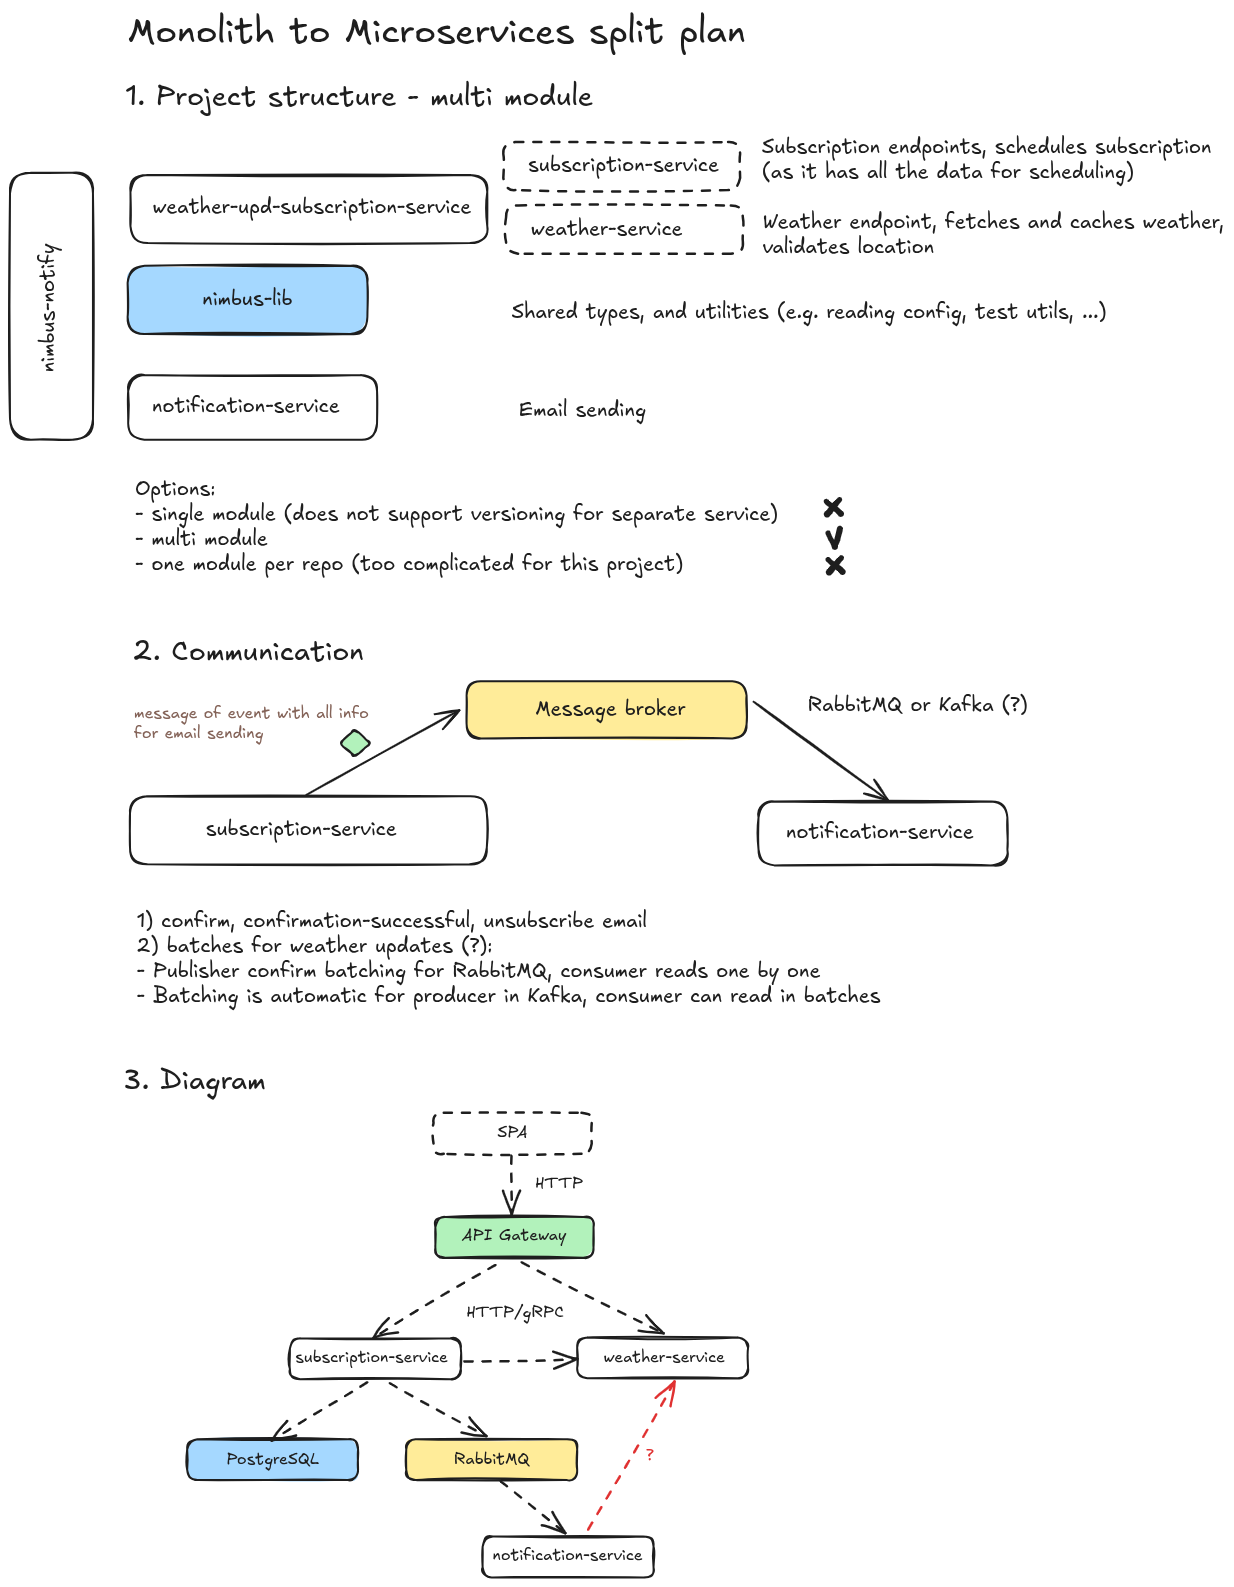 Monolith to Microservices split plan
1. Project structure - multi module
nimbus-notify
weather-upd-subscription-service
subscription-service
Subscription endpoints, schedules subscription
(as it has all the data for scheduling)
weather-service
Weather endpoint, fetches and caches weather,
validates location
nimbus-lib
Shared types, and utilities (e.g. reading config, test utils, ...)
notification-service
Email sending
Options:
- single module (does not support versioning for separate service)
- multi module
- one module per repo (too complicated for this project)
2. Communication
message of event with all info
for email sending
Message broker
RabbitMQ or Kafka (?)
subscription-service
notification-service
1) confirm, confirmation-successful, unsubscribe email
2) batches for weather updates (?):
- Publisher confirm batching for RabbitMQ, consumer reads one by one
- Batching is automatic for producer in Kafka, consumer can read in batches
3. Diagram
SPA
HTTP
API Gateway
HTTP/gRPC
subscription-service
weather-service
PostgreSQL
RabbitMQ
?
notification-service